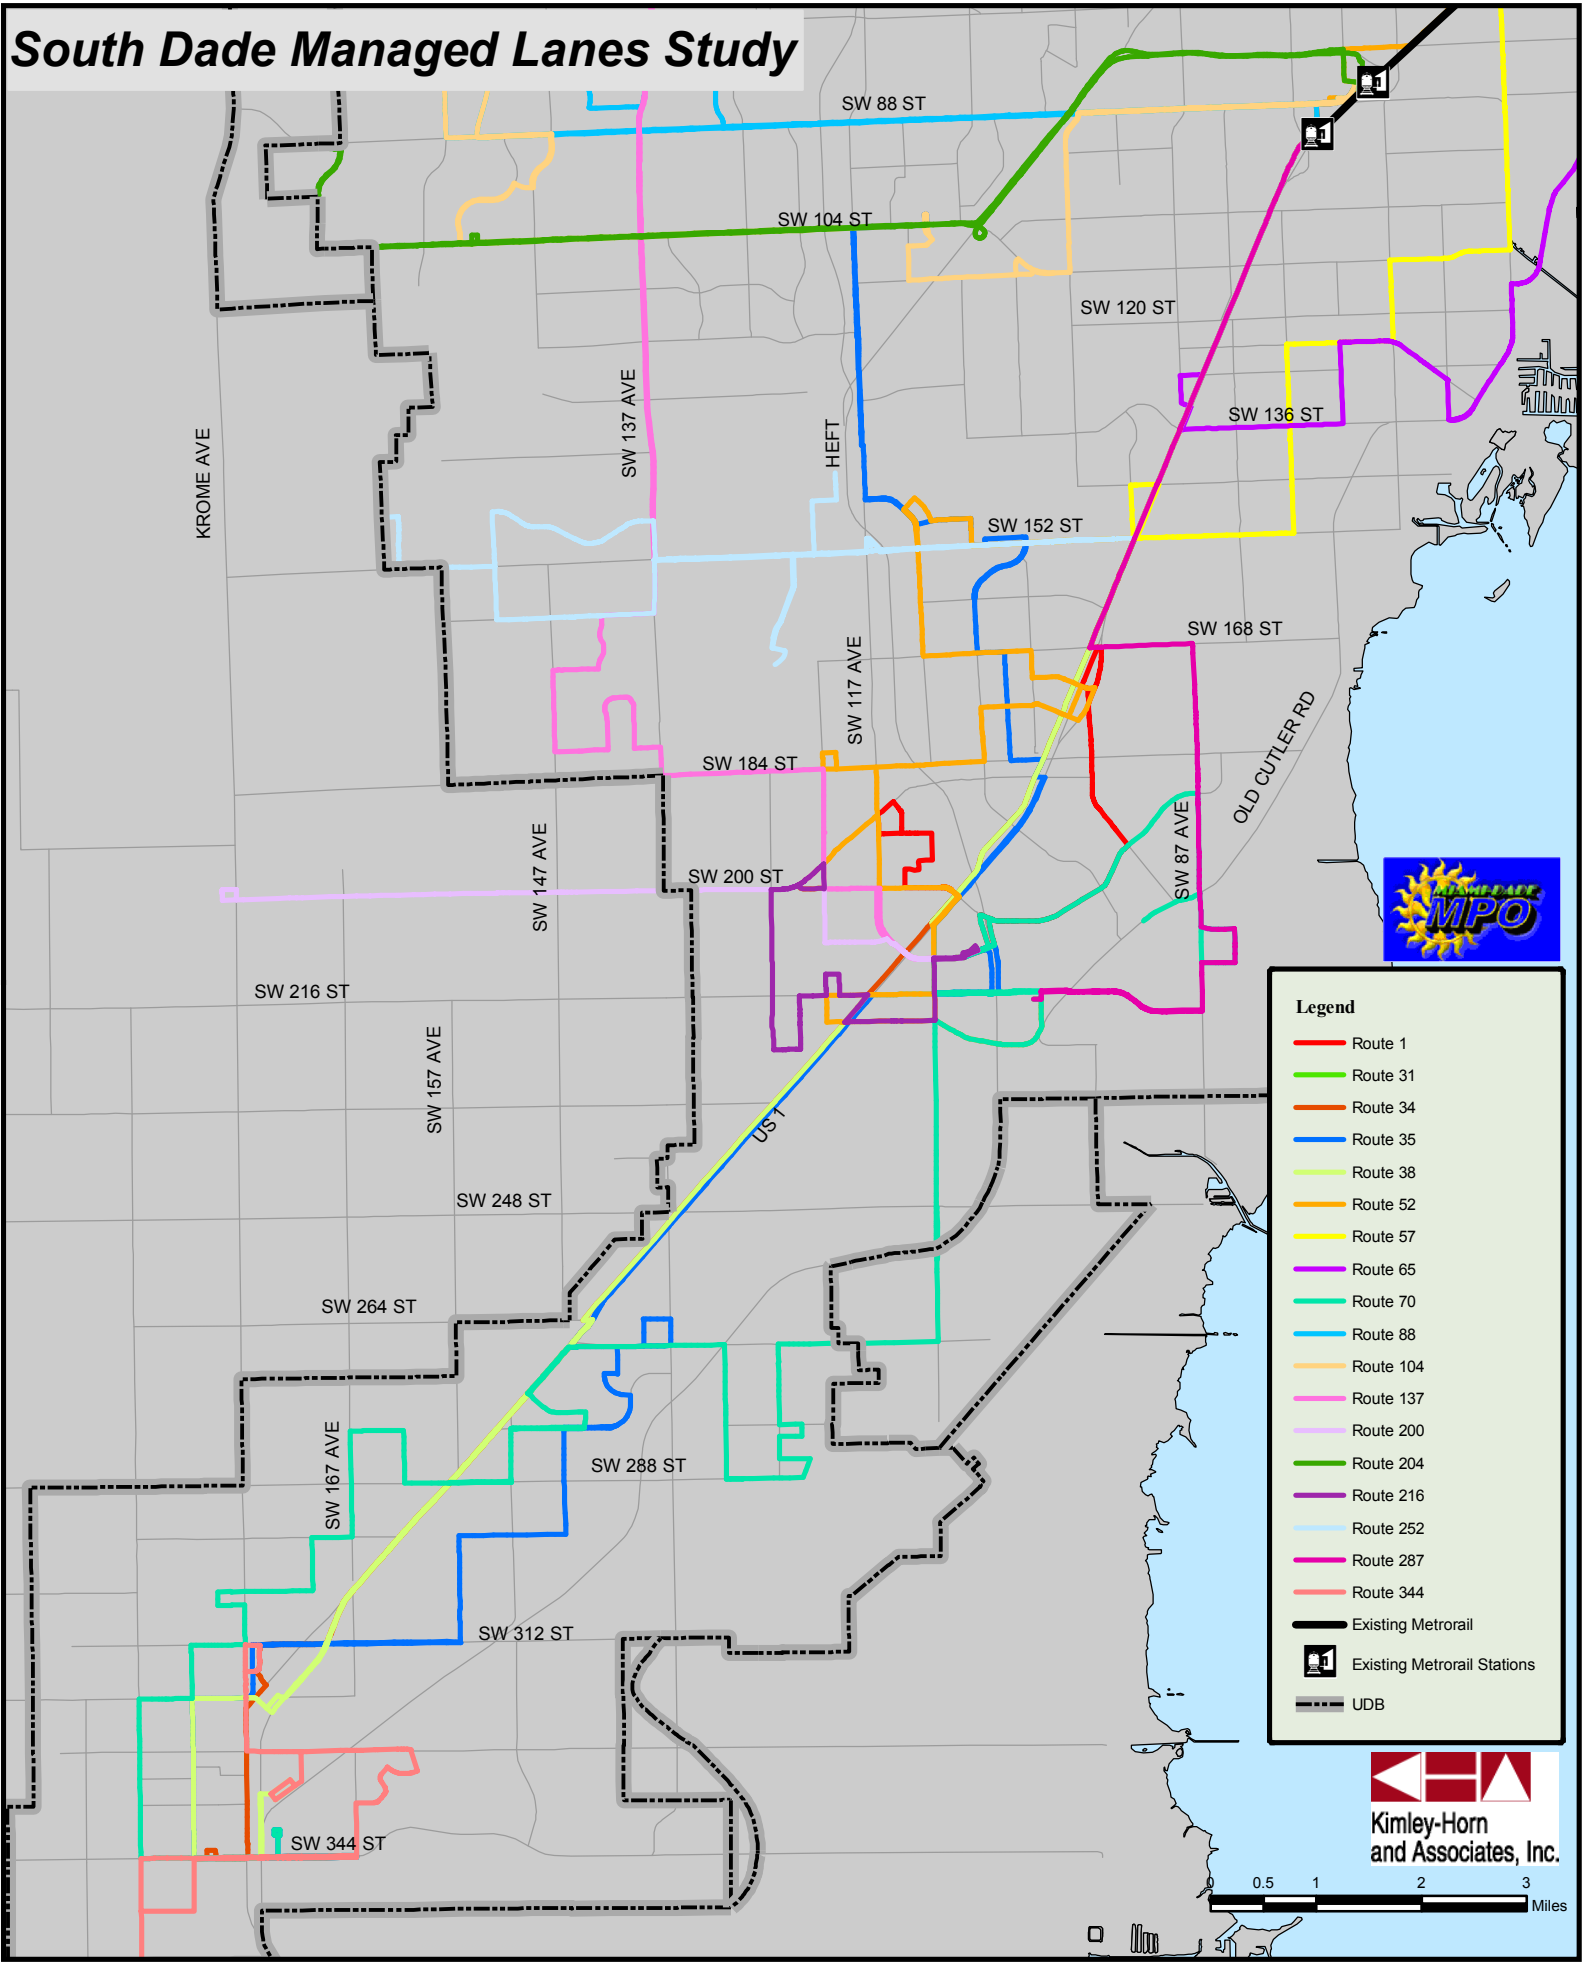 South Dade Managed Lanes Study
SW 88 ST
SW 104 ST
SW 120 ST
SW 137 AVE
SW 136 ST
KROME AVE
HEFT
SW 152 ST
SW 168 ST
SW 117 AVE
OLD CUTLER RD
SW 184 ST
SW 87 AVE
SW 147 AVE
SW 200 ST
MIAMI-DADE
MPO
SW 216 ST
SW 157 AVE
US 1
SW 248 ST
SW 264 ST
SW 167 AVE
SW 288 ST
SW 312 ST
SW 344 ST
Legend
Route 1
Route 31
Route 34
Route 35
Route 38
Route 52
Route 57
Route 65
Route 70
Route 88
Route 104
Route 137
Route 200
Route 204
Route 216
Route 252
Route 287
Route 344
Existing Metrorail
Existing Metrorail Stations
UDB
Kimley-Horn
and Associates, Inc.
0 0.5 1 2 3
Miles